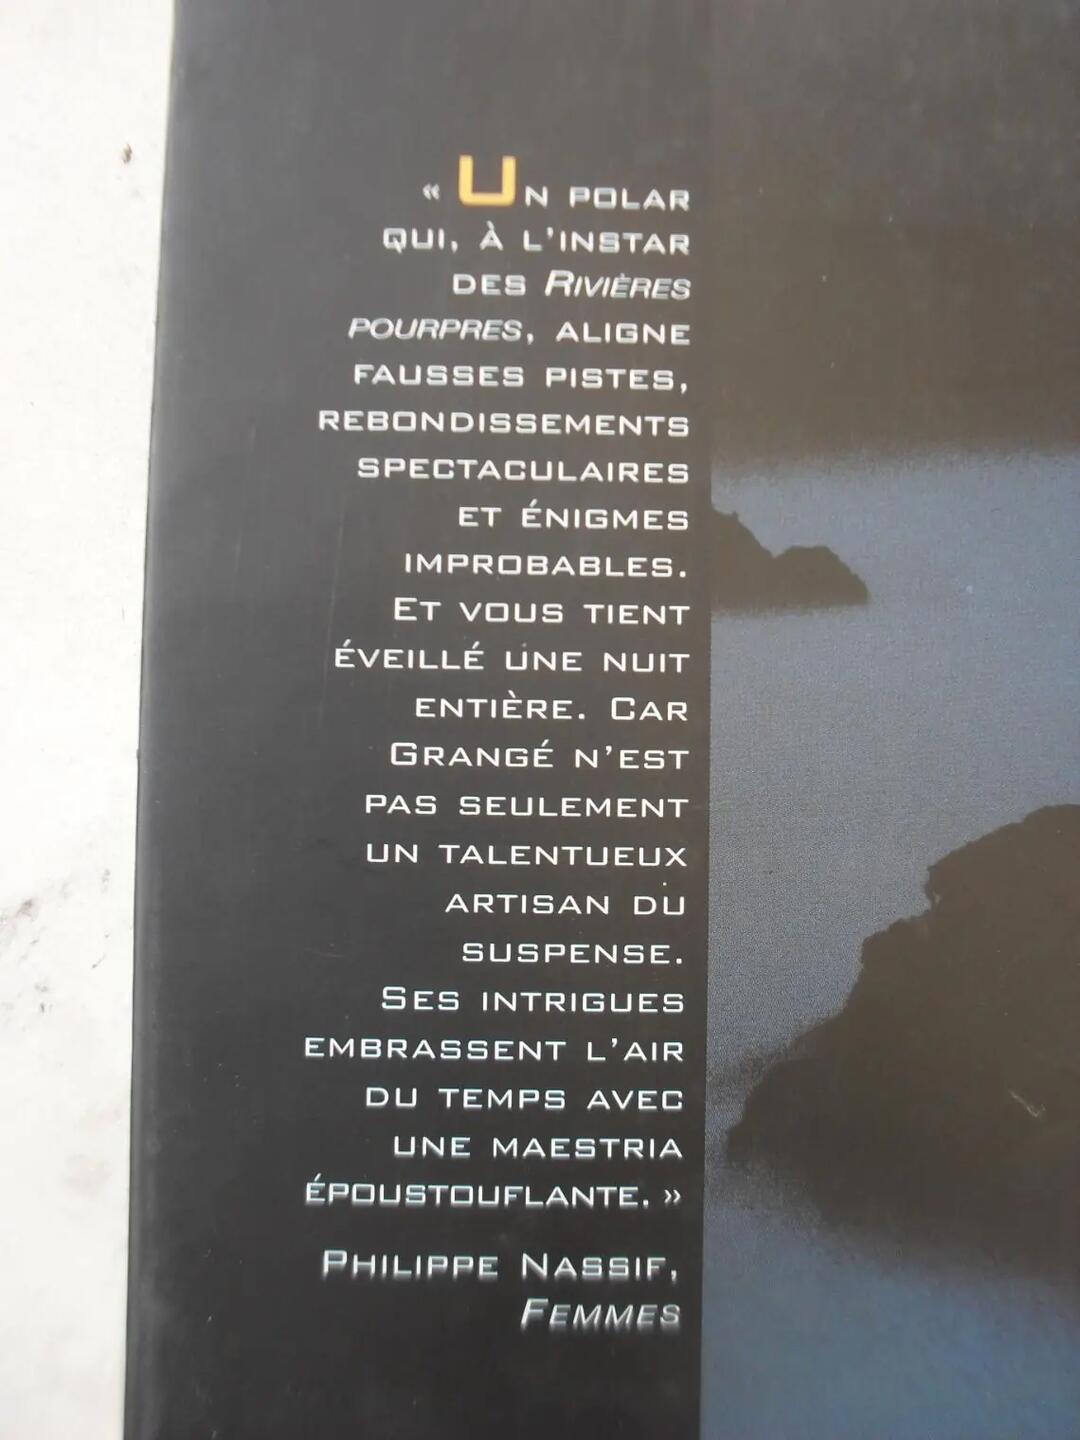 « UN POLAR
QUI, À L'INSTAR
DES RIVIÈRES
POURPRES, ALIGNE
FAUSSES PISTES,
REBONDISSEMENTS
SPECTACULAIRES
ET ÉNIGMES
IMPROBABLES.
ET VOUS TIENT
ÉVEILLÉ UNE NUIT
ENTIÈRE. CAR
GRANGÉ N'EST
PAS SEULEMENT
UN TALENTUEUX
ARTISAN DU
SUSPENSE.
SES INTRIGUES
EMBRASSENT L'AIR
DU TEMPS AVEC
UNE MAESTRIA
ÉPOUSTOUFLANTE. »
PHILIPPE NASSIF,
FEMMES